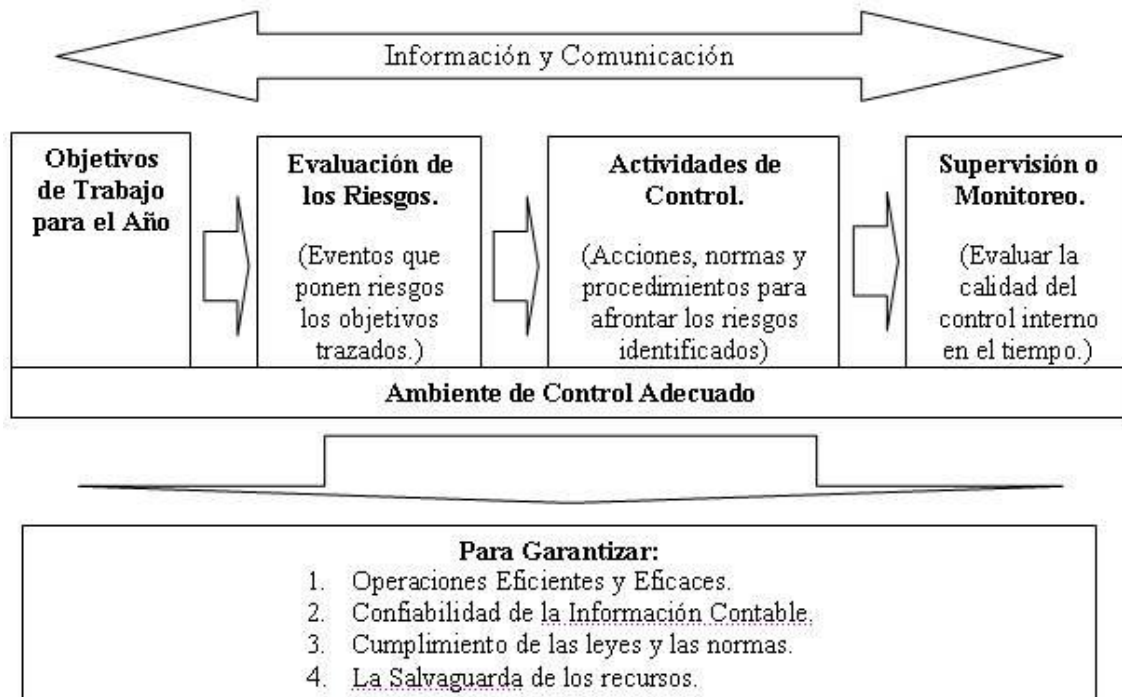 Información y Comunicación
Objetivos
de Trabajo
para el Año
Evaluación de
los Riesgos.
(Eventos que
ponen riesgos
los objetivos
trazados.)
Actividades de
Control.
(Acciones, normas y
procedimientos para
afrontar los riesgos
identificados)
Supervisión o
Monitoreo.
(Evaluar la
calidad del
control interno
en el tiempo.)
Ambiente de Control Adecuado
Para Garantizar:
1. Operaciones Eficientes y Eficaces.
2. Confiabilidad de la Información Contable.
3. Cumplimiento de las leyes y las normas.
4. La Salvaguarda de los recursos.